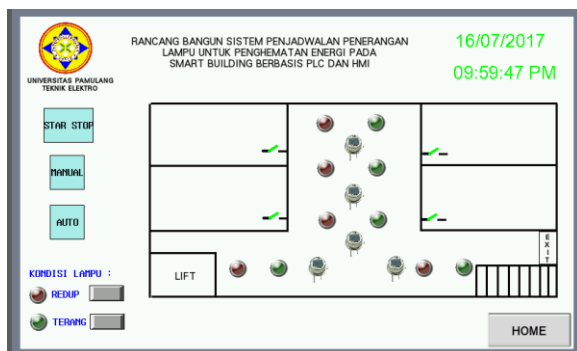 RANCANG BANGUN SISTEM PENJADWALAN PENERANGAN
LAMPU UNTUK PENGHEMATAN ENERGI PADA
SMART BUILDING BERBASIS PLC DAN HMI
16/07/2017
09:59:47 PM
UNIVERSITAS PAMULANG
TEKNIK ELEKTRO
STAR STOP
MANUAL
AUTO
KONDISI LAMPU :
REDUP
TERANG
LIFT
EXIT
HOME